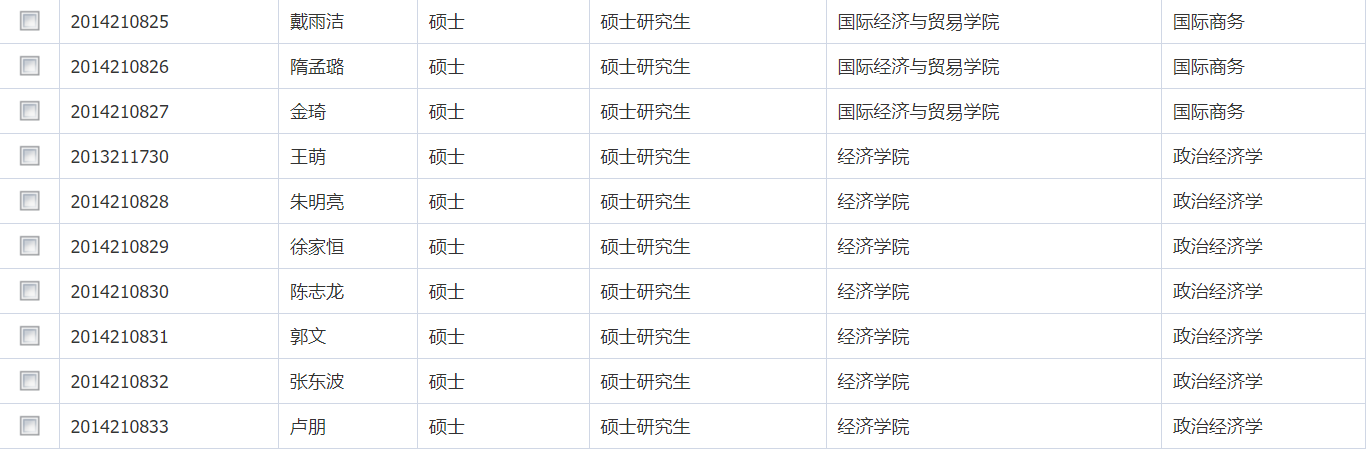 2014210825 戴雨洁 硕士 硕士研究生 国际经济与贸易学院 国际商务
2014210826 隋孟璐 硕士 硕士研究生 国际经济与贸易学院 国际商务
2014210827 金琦 硕士 硕士研究生 国际经济与贸易学院 国际商务
2013211730 王萌 硕士 硕士研究生 经济学院 政治经济学
2014210828 朱明亮 硕士 硕士研究生 经济学院 政治经济学
2014210829 徐家恒 硕士 硕士研究生 经济学院 政治经济学
2014210830 陈志龙 硕士 硕士研究生 经济学院 政治经济学
2014210831 郭文 硕士 硕士研究生 经济学院 政治经济学
2014210832 张东波 硕士 硕士研究生 经济学院 政治经济学
2014210833 卢朋 硕士 硕士研究生 经济学院 政治经济学